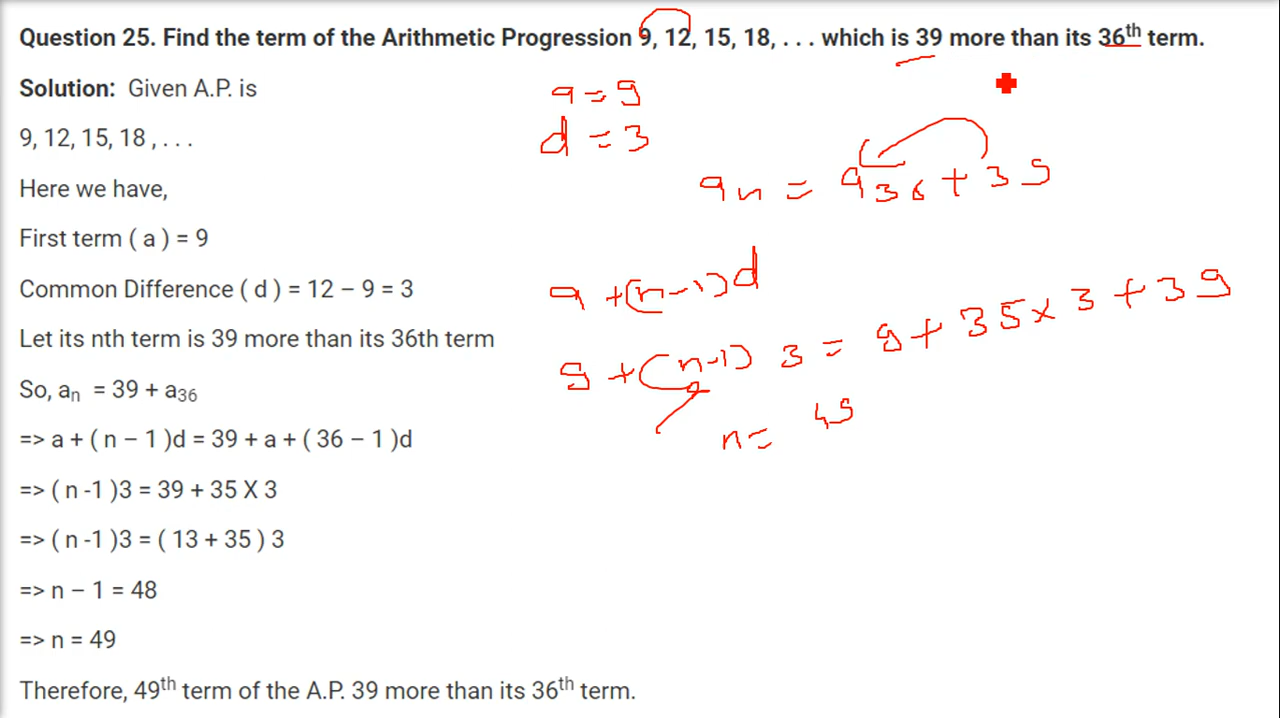 Question 25. Find the term of the Arithmetic Progression 9, 12, 15, 18, . . . which is 39 more than its 36th term.
Solution: Given A.P. is
a = 9
9, 12, 15, 18 , . . .
d = 3
Here we have,
an = a36 + 39
First term ( a ) = 9
Common Difference ( d ) = 12 – 9 = 3
a + (n-1) d
Let its nth term is 39 more than its 36th term
9 + (n-1) 3 = 9 + 35 x 3 + 39
So, an = 39 + a36
=> a + ( n – 1 )d = 39 + a + ( 36 – 1 )d
n = 49
=> ( n -1 )3 = 39 + 35 X 3
=> ( n -1 )3 = ( 13 + 35 ) 3
=> n – 1 = 48
=> n = 49
Therefore, 49th term of the A.P. 39 more than its 36th term.